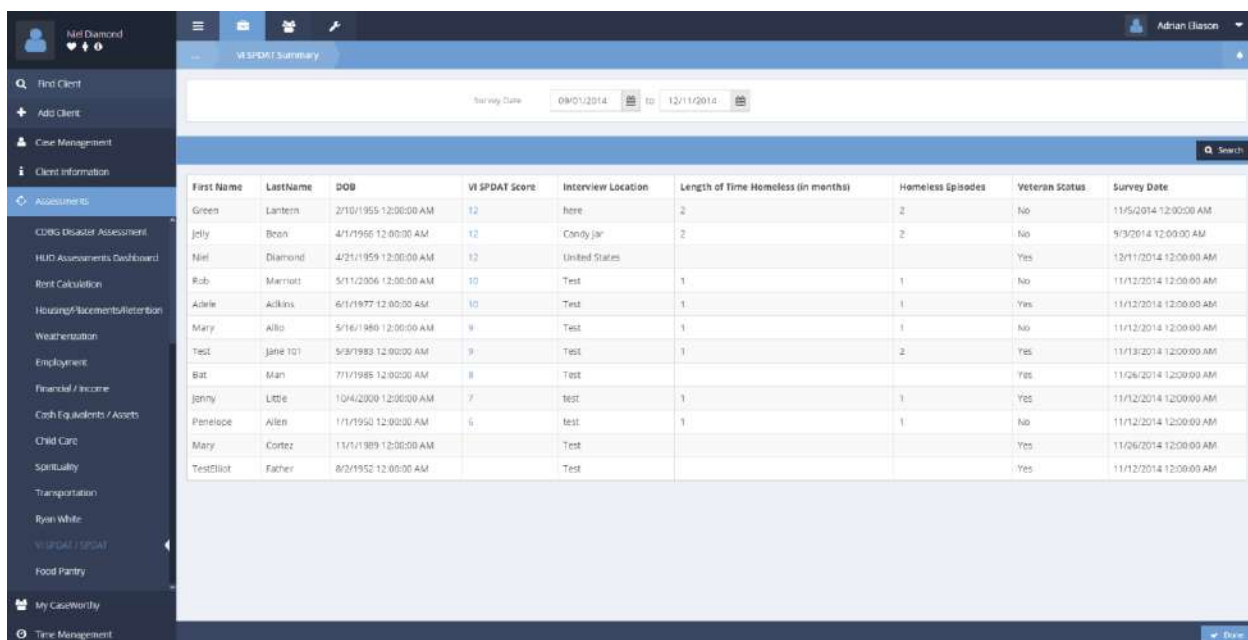 Niel Diamond
Adrian Eliason
... VI SPDAT Summary
Find Client
Add Client
Case Management
Client Information
Assessments
CDBG Disaster Assessment
HUD Assessments Dashboard
Rent Calculation
Housing/Placements/Retention
Weatherization
Employment
Financial / Income
Cash Equivalents / Assets
Child Care
Spirituality
Transportation
Ryan White
VI SPDAT / SPDAT
Food Pantry
My CaseWorthy
Time Management
Survey Date 09/01/2014 to 12/11/2014
Search
First Name LastName DOB VI SPDAT Score Interview Location Length of Time Homeless (in months) Homeless Episodes Veteran Status Survey Date
Green Lantern 2/10/1955 12:00:00 AM 12 here 2 2 No 11/5/2014 12:00:00 AM
Jelly Bean 4/1/1966 12:00:00 AM 12 Candy Jar 2 2 No 9/3/2014 12:00:00 AM
Niel Diamond 4/21/1959 12:00:00 AM 12 United States Yes 12/11/2014 12:00:00 AM
Rob Marriott 5/11/2006 12:00:00 AM 10 Test 1 1 No 11/12/2014 12:00:00 AM
Adele Adkins 6/1/1977 12:00:00 AM 10 Test 1 1 Yes 11/12/2014 12:00:00 AM
Mary Allio 5/16/1980 12:00:00 AM 9 Test 1 1 No 11/12/2014 12:00:00 AM
Test Jane 101 5/3/1983 12:00:00 AM 9 Test 1 2 Yes 11/13/2014 12:00:00 AM
Bat Man 7/1/1985 12:00:00 AM 8 Test Yes 11/26/2014 12:00:00 AM
Jenny Little 10/4/2000 12:00:00 AM 7 test 1 1 Yes 11/12/2014 12:00:00 AM
Penelope Allen 1/1/1950 12:00:00 AM 6 test 1 1 No 11/12/2014 12:00:00 AM
Mary Cortez 11/1/1989 12:00:00 AM Test Yes 11/26/2014 12:00:00 AM
TestElliot Father 8/2/1952 12:00:00 AM Test Yes 11/12/2014 12:00:00 AM
Done